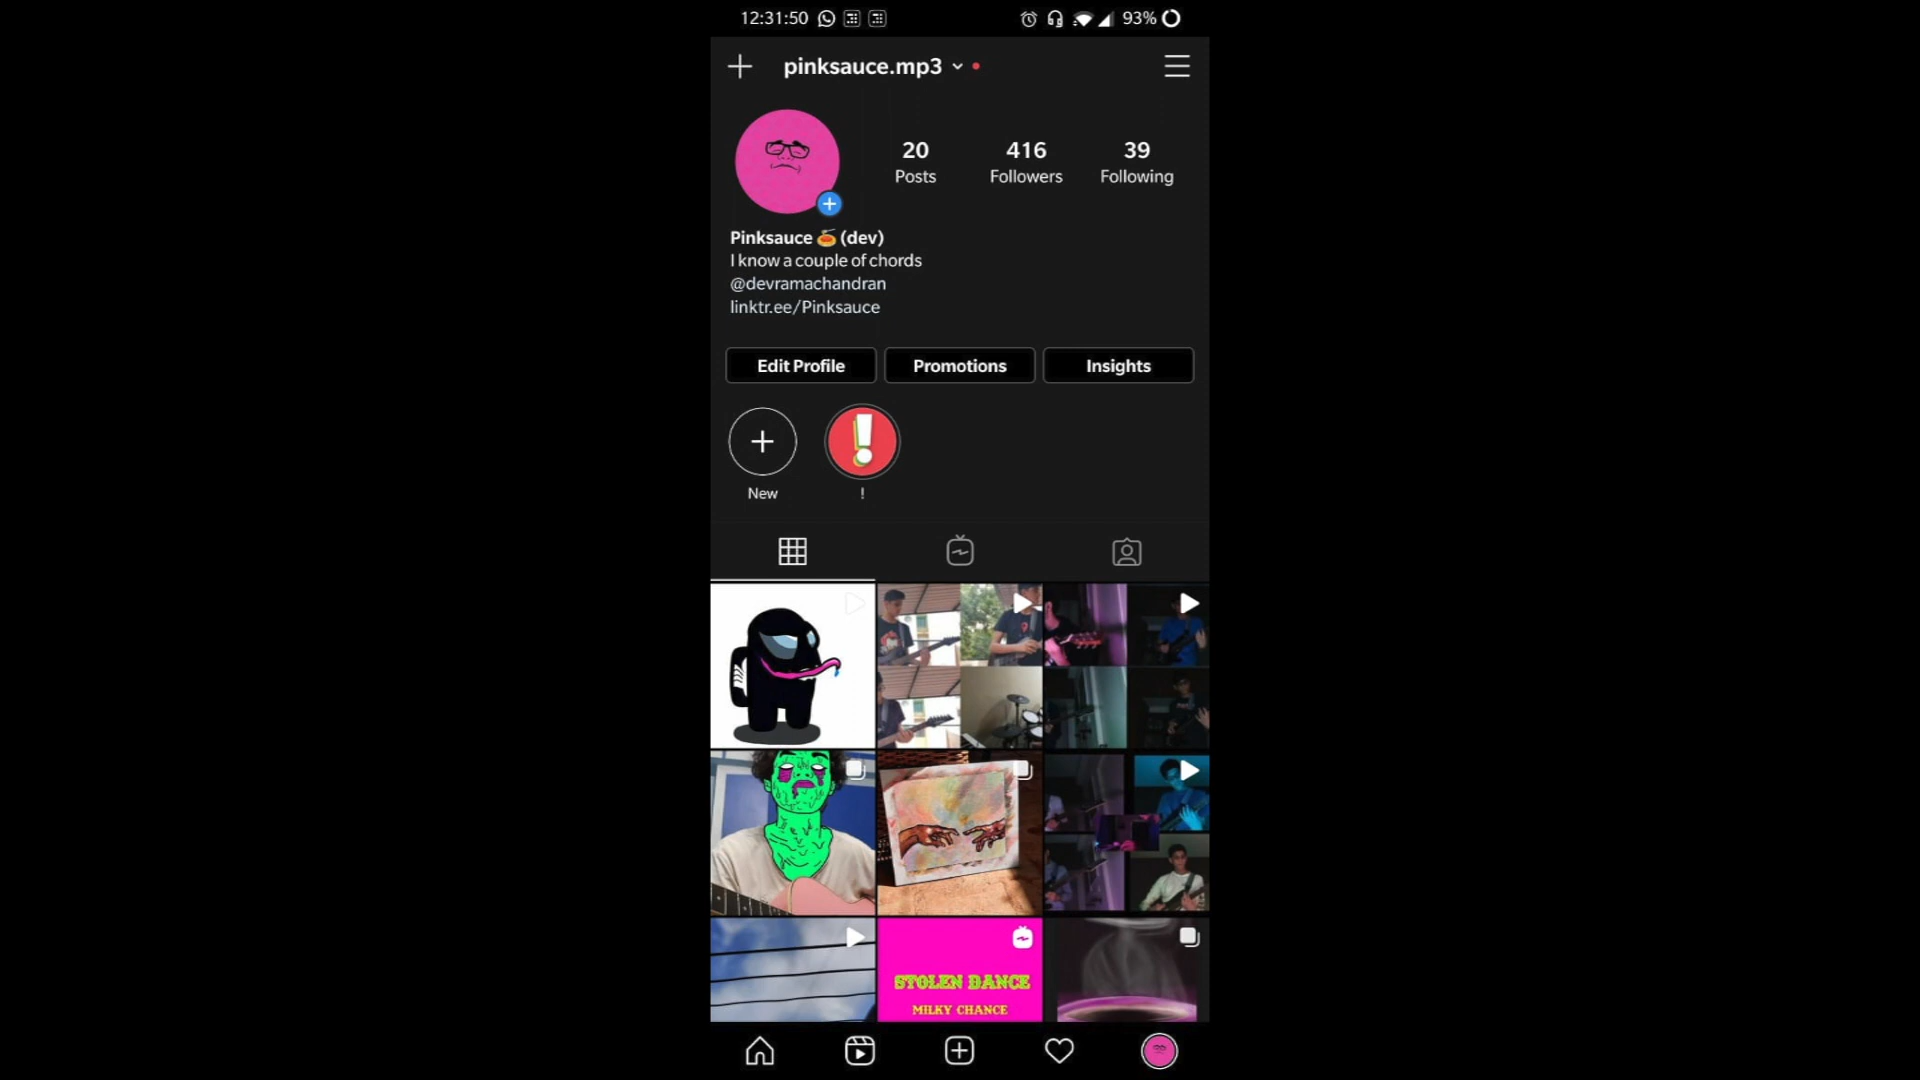 12:31:50 93%
pinksauce.mp3
20 416 39
Posts Followers Following
Pinksauce 🍝 (dev)
I know a couple of chords
@devramachandran
linktr.ee/Pinksauce
Edit Profile Promotions Insights
New !
STOLEN DANCE
MILKY CHANCE